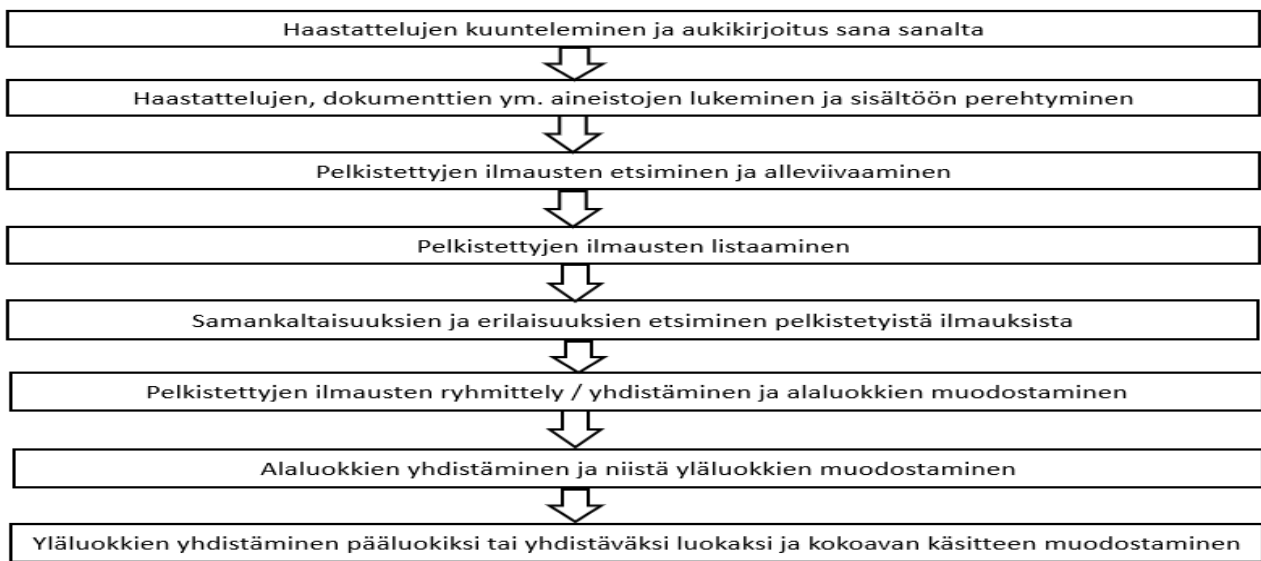 Haastattelujen kuunteleminen ja aukikirjoitus sana sanalta
Haastattelujen, dokumenttien ym. aineistojen lukeminen ja sisältöön perehtyminen
Pelkistettyjen ilmausten etsiminen ja alleviivaaminen
Pelkistettyjen ilmausten listaaminen
Samankaltaisuuksien ja erilaisuuksien etsiminen pelkistetyistä ilmauksista
Pelkistettyjen ilmausten ryhmittely / yhdistäminen ja alaluokkien muodostaminen
Alaluokkien yhdistäminen ja niistä yläluokkien muodostaminen
Yläluokkien yhdistäminen pääluokiksi tai yhdistäväksi luokaksi ja kokoavan käsitteen muodostaminen